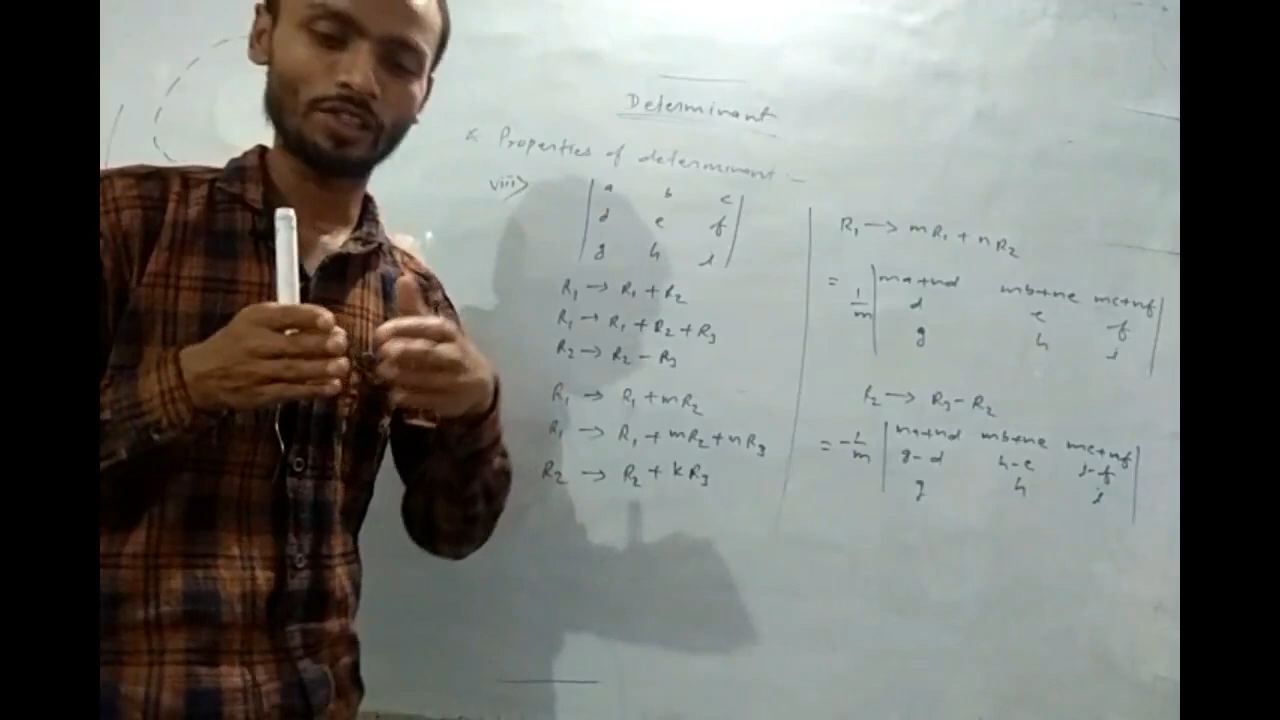 Determinant
* Properties of determinant :-
viii> | a b c |
| d e f |
| g h i |
R₁ → R₁ + R₂
R₁ → R₁ + R₂ + R₃
R₂ → R₂ - R₃
R₁ → R₁ + mR₂
R₁ → R₁ + mR₂ + nR₃
R₂ → R₂ + kR₃
R₁ → mR₁ + nR₂
= 1/m | ma+nd mb+ne mc+nf |
| d e f |
| g h i |
R₂ → R₃ - R₂
= -1/m | ma+nd mb+ne mc+nf |
| g-d h-e i-f |
| g h i |